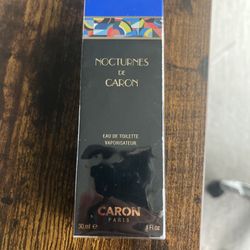 NOCTURNES
DE
CARON
EAU DE TOILETTE
VAPORISATEUR
CARON
PARIS
30 ml e 1 Fl.oz